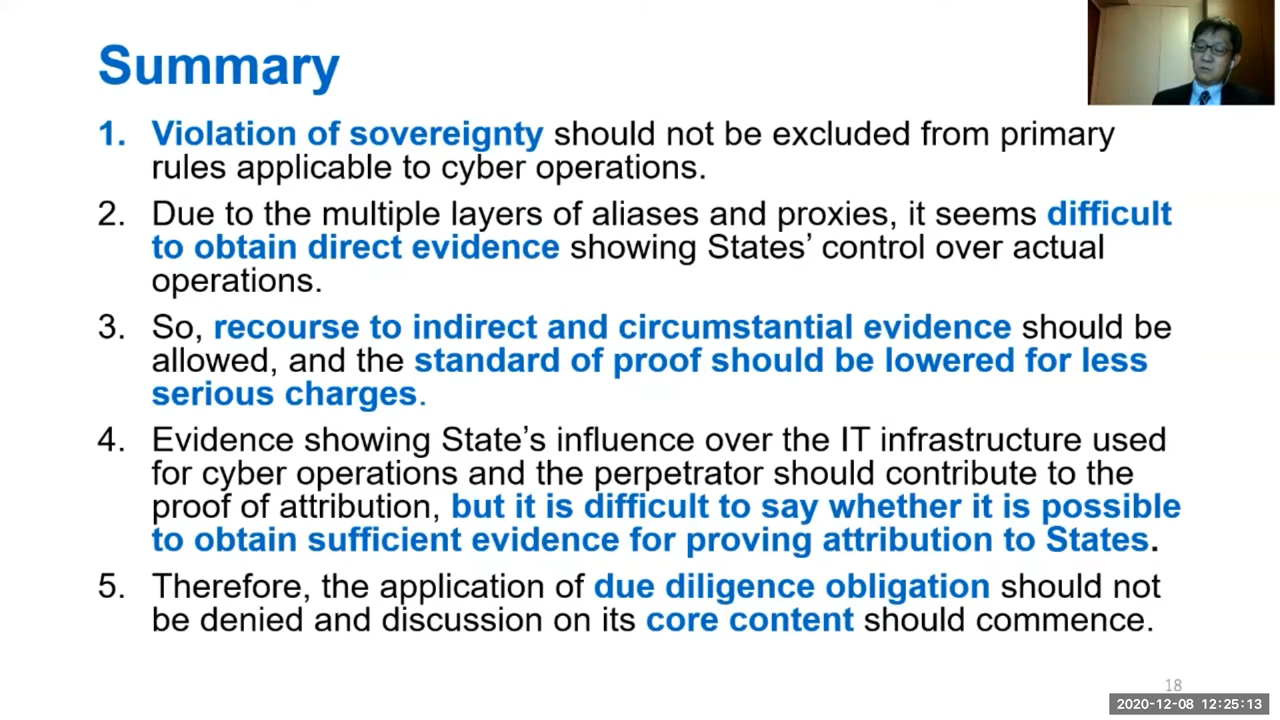 Summary
1. Violation of sovereignty should not be excluded from primary
rules applicable to cyber operations.
2. Due to the multiple layers of aliases and proxies, it seems difficult
to obtain direct evidence showing States’ control over actual
operations.
3. So, recourse to indirect and circumstantial evidence should be
allowed, and the standard of proof should be lowered for less
serious charges.
4. Evidence showing State’s influence over the IT infrastructure used
for cyber operations and the perpetrator should contribute to the
proof of attribution, but it is difficult to say whether it is possible
to obtain sufficient evidence for proving attribution to States.
5. Therefore, the application of due diligence obligation should not
be denied and discussion on its core content should commence.
18
2020-12-08 12:25:13